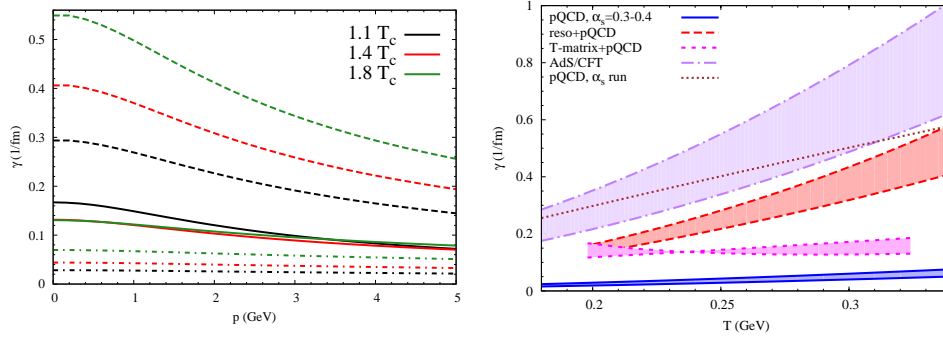 γ (1/fm)
0.5
0.4
0.3
0.2
0.1
0
0
1
2
3
4
5
p (GeV)
1.1 T_c
1.4 T_c
1.8 T_c
γ (1/fm)
1
0.8
0.6
0.4
0.2
0
0.2
0.25
0.3
T (GeV)
pQCD, α_s=0.3-0.4
reso+pQCD
T-matrix+pQCD
AdS/CFT
pQCD, α_s run